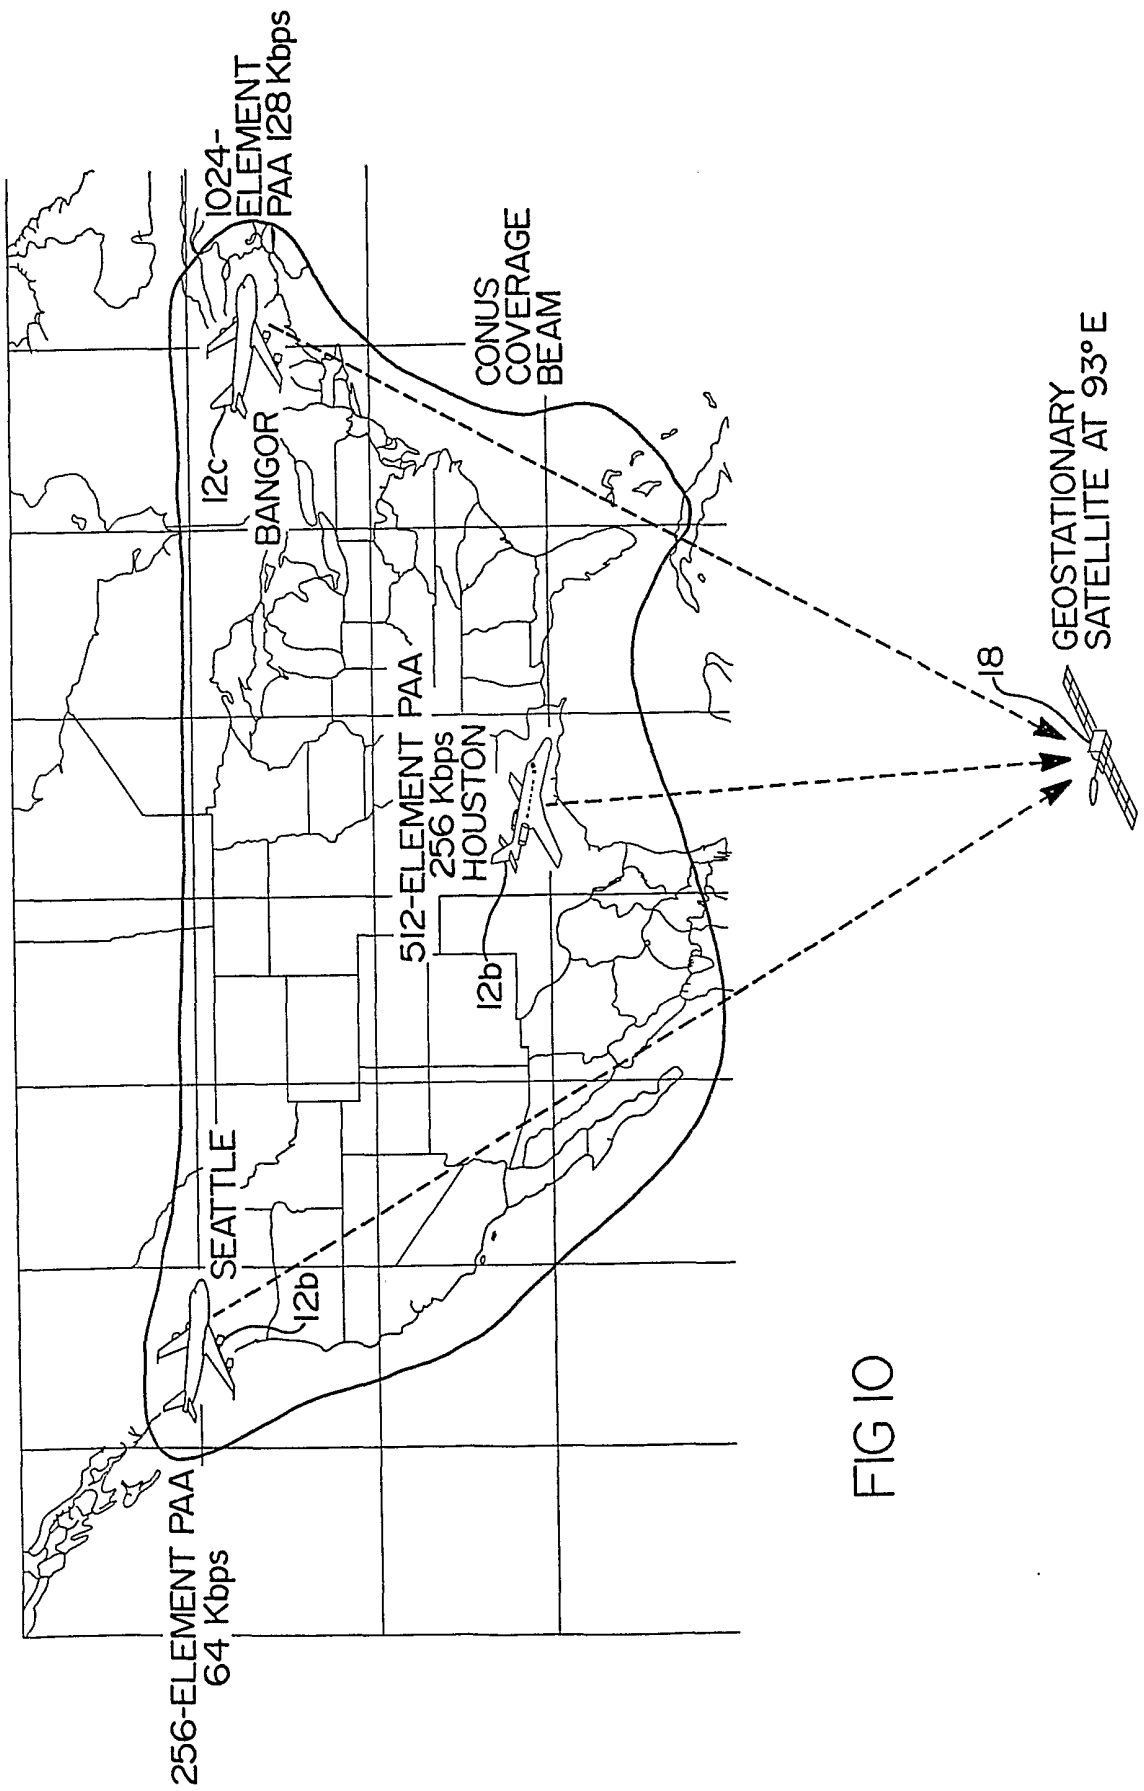 256-ELEMENT PAA
64 Kbps
SEATTLE
12b
512-ELEMENT PAA
256 Kbps
HOUSTON
12b
BANGOR
12c
1024-
ELEMENT
PAA 128 Kbps
CONUS
COVERAGE
BEAM
18
GEOSTATIONARY
SATELLITE AT 93°E
FIG 10